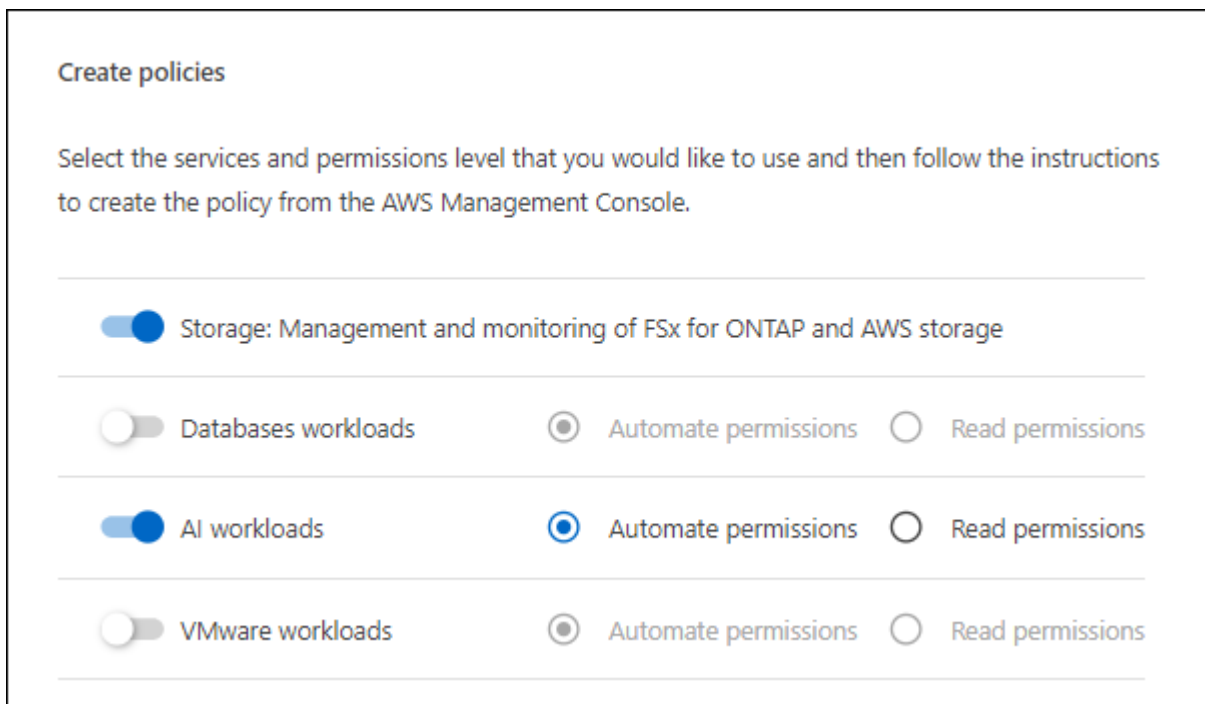 Create policies
Select the services and permissions level that you would like to use and then follow the instructions
to create the policy from the AWS Management Console.
Storage: Management and monitoring of FSx for ONTAP and AWS storage
Databases workloads Automate permissions Read permissions
AI workloads Automate permissions Read permissions
VMware workloads Automate permissions Read permissions